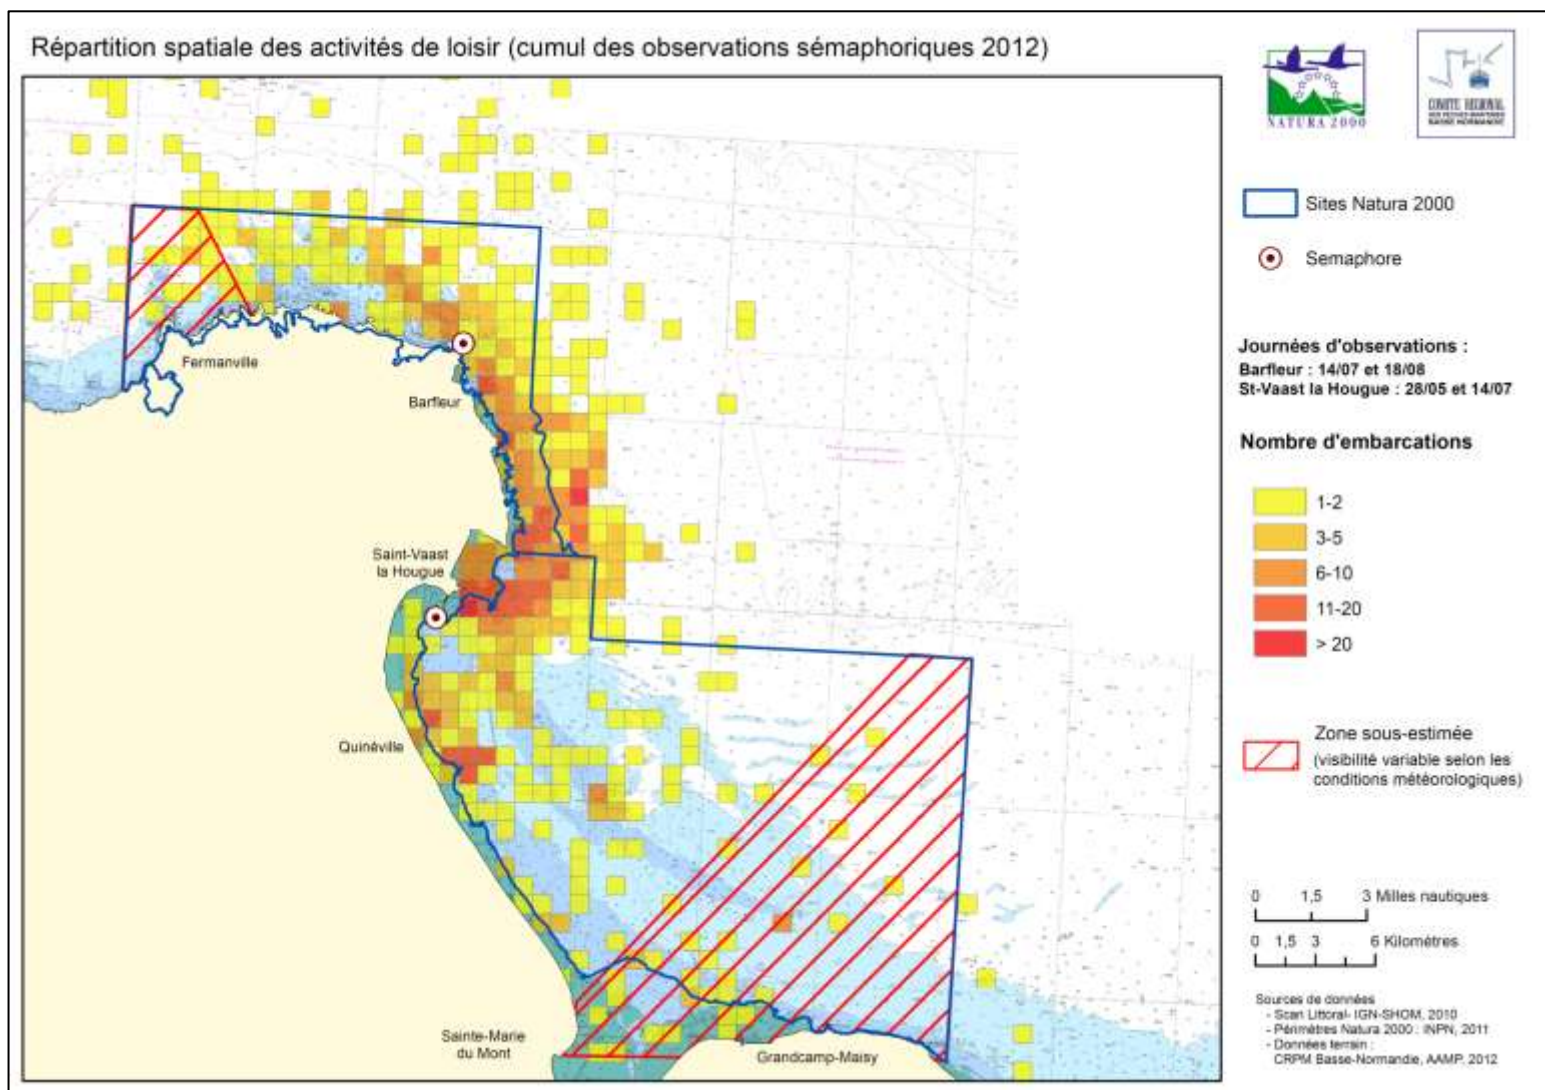 Répartition spatiale des activités de loisir (cumul des observations sémaphoriques 2012)
NATURA 2000
COMITE REGIONAL
DES PECHES MARITIMES
BASSE NORMANDIE
Sites Natura 2000
Semaphore
Journées d'observations :
Barfleur : 14/07 et 18/08
St-Vaast la Hougue : 28/05 et 14/07
Nombre d'embarcations
1-2
3-5
6-10
11-20
> 20
Zone sous-estimée
(visibilité variable selon les
conditions météorologiques)
0 1,5 3 Milles nautiques
0 1,5 3 6 Kilomètres
Sources de données
- Scan Littoral- IGN-SHOM, 2010
- Périmètres Natura 2000 : INPN, 2011
- Données terrain :
CRPM Basse-Normandie, AAMP, 2012
Fermanville
Barfleur
Saint-Vaast
la Hougue
Quinéville
Sainte-Marie
du Mont
Grandcamp-Maisy